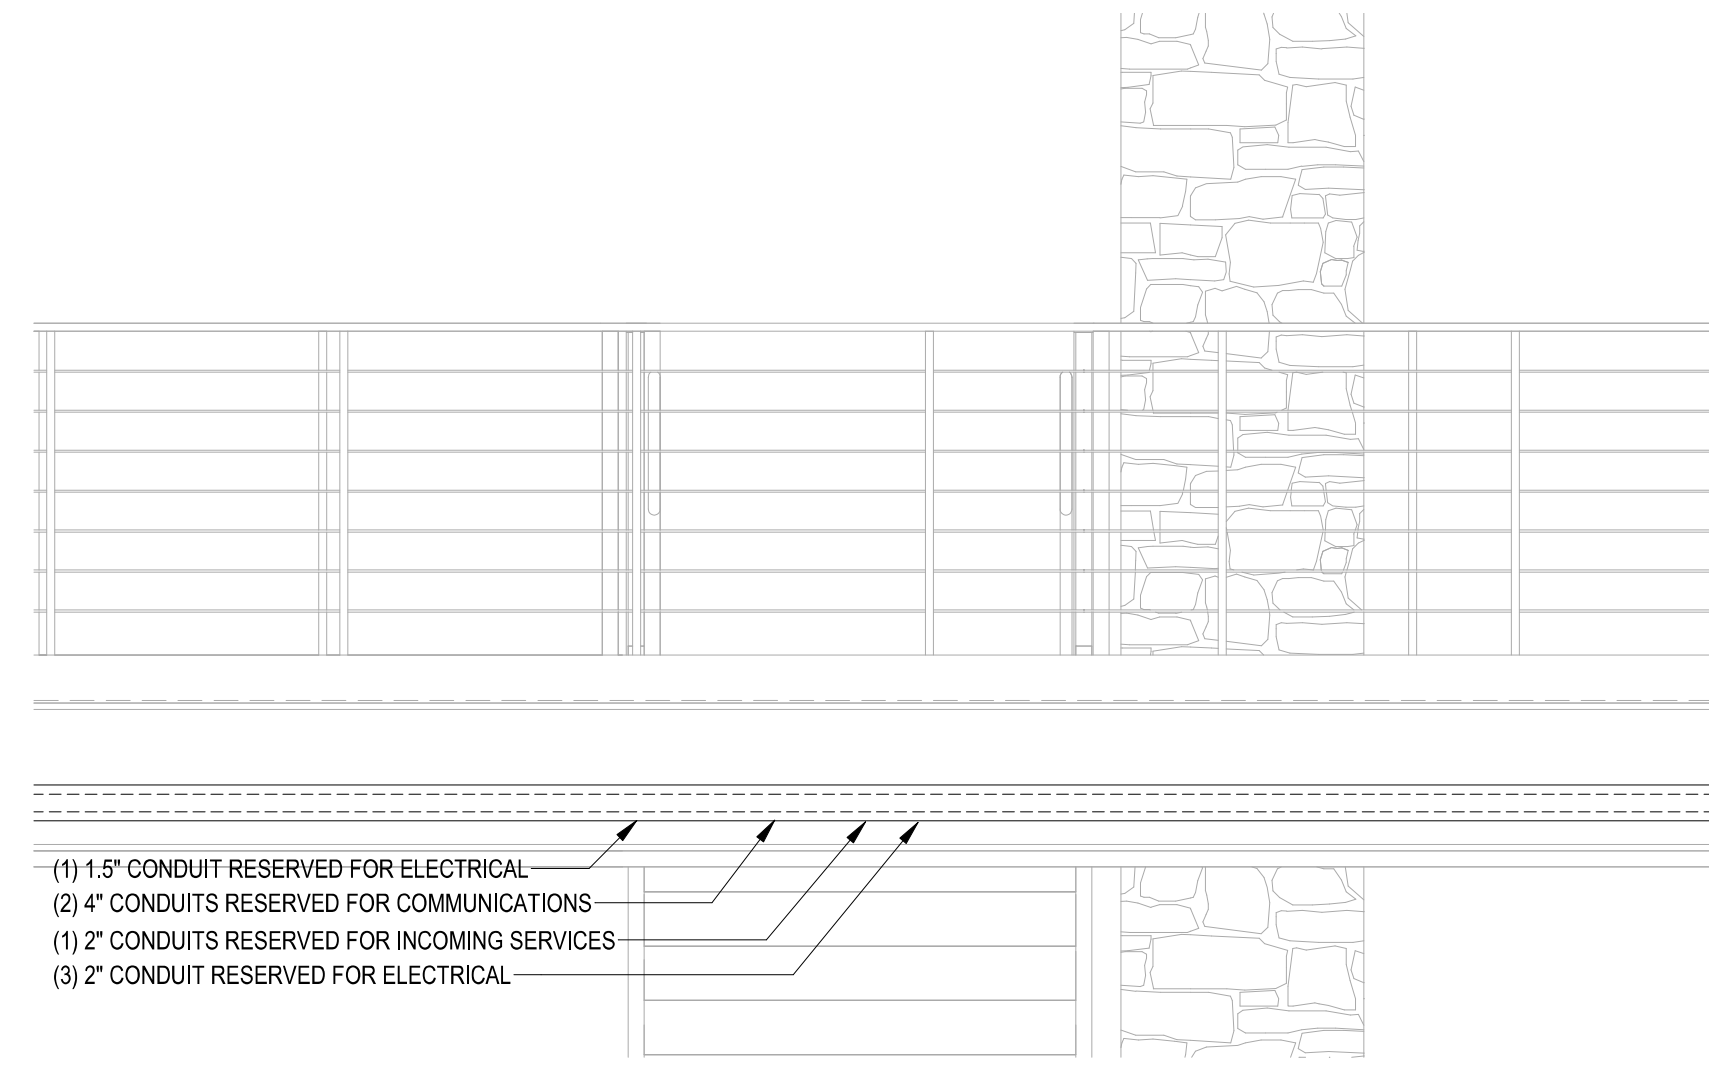 (1) 1.5" CONDUIT RESERVED FOR ELECTRICAL
(2) 4" CONDUITS RESERVED FOR COMMUNICATIONS
(1) 2" CONDUITS RESERVED FOR INCOMING SERVICES
(3) 2" CONDUIT RESERVED FOR ELECTRICAL